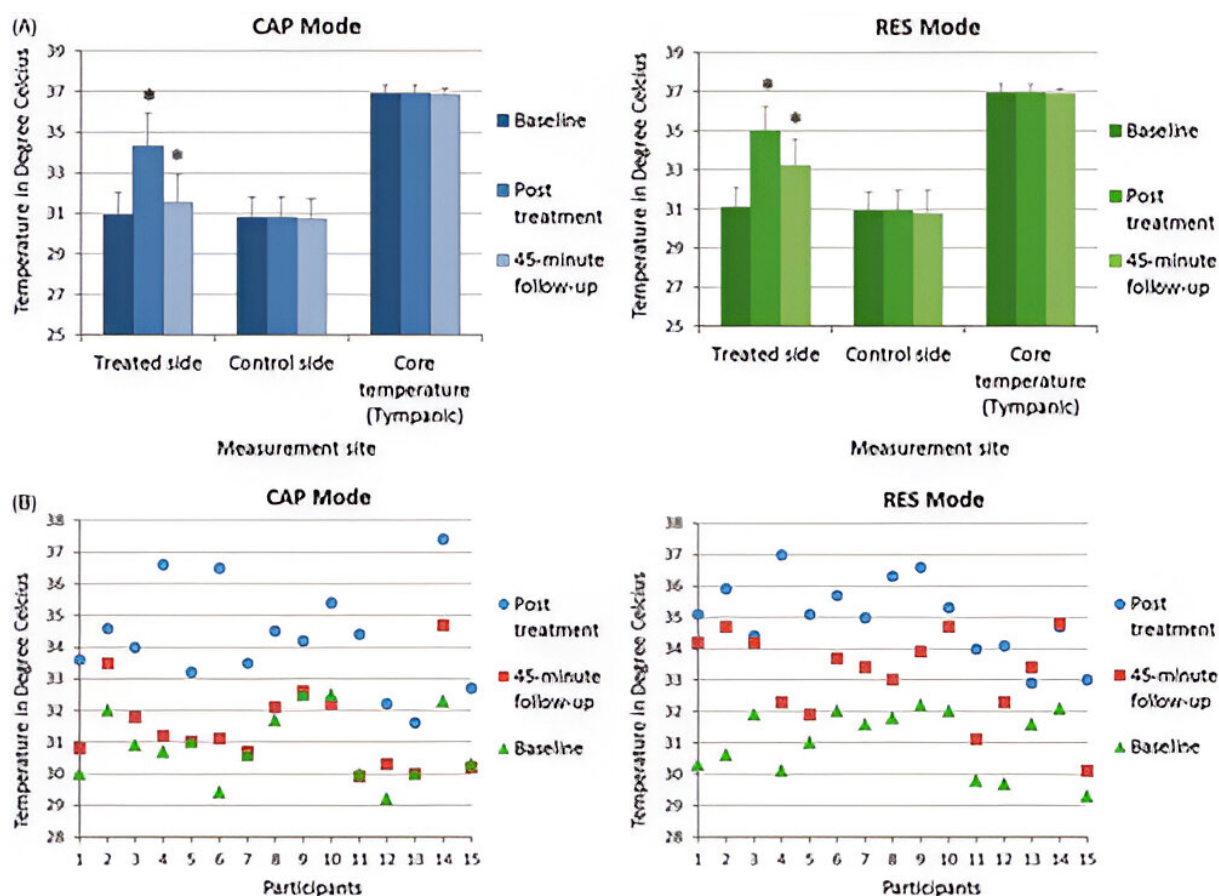 (A)
CAP Mode
Temperature in Degree Celcius
39
37
35
33
31
29
27
25
Treated side
Control side
Core
temperature
(Tympanic)
Measurement site
Baseline
Post
treatment
45-minute
follow-up
RES Mode
Temperature in Degree Celcius
39
37
35
33
31
29
27
25
Treated side
Control side
Core
temperature
(Tympanic)
Measurement site
Baseline
Post
treatment
45-minute
follow-up
(B)
CAP Mode
Temperature in Degree Celcius
38
37
36
35
34
33
32
31
30
29
28
1 2 3 4 5 6 7 8 9 10 11 12 13 14 15
Participants
Post
treatment
45-minute
follow-up
Baseline
RES Mode
Temperature in Degree Celcius
38
37
36
35
34
33
32
31
30
29
28
1 2 3 4 5 6 7 8 9 10 11 12 13 14 15
Participants
Post
treatment
45-minute
follow-up
Baseline